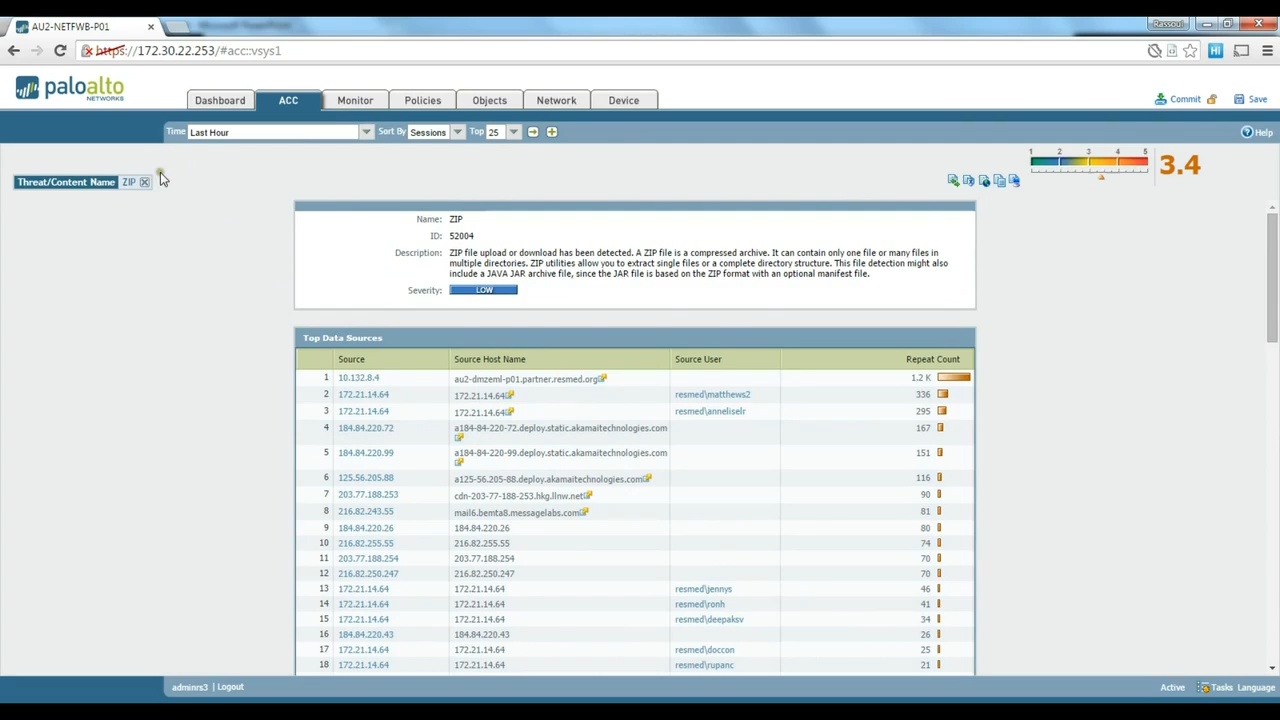 AU2-NETFWB-P01
Rassoul
https://172.30.22.253/#acc::vsys1
paloalto
NETWORKS
Dashboard ACC Monitor Policies Objects Network Device
Commit Save
Time Last Hour Sort By Sessions Top 25
Help
1 2 3 4 5
3.4
Threat/Content Name ZIP
Name: ZIP
ID: 52004
Description: ZIP file upload or download has been detected. A ZIP file is a compressed archive. It can contain only one file or many files in
multiple directories. ZIP utilities allow you to extract single files or a complete directory structure. This file detection might also
include a JAVA JAR archive file, since the JAR file is based on the ZIP format with an optional manifest file.
Severity: LOW
Top Data Sources
Source Source Host Name Source User Repeat Count
1 10.132.8.4 au2-dmzeml-p01.partner.resmed.org 1.2 K
2 172.21.14.64 172.21.14.64 resmed\matthews2 336
3 172.21.14.64 172.21.14.64 resmed\anneliselr 295
4 184.84.220.72 a184-84-220-72.deploy.static.akamaitechnologies.com 167
5 184.84.220.99 a184-84-220-99.deploy.static.akamaitechnologies.com 151
6 125.56.205.88 a125-56.205-88.deploy.akamaitechnologies.com 116
7 203.77.188.253 cdn-203-77-188-253.hkg.llnw.net 90
8 216.82.243.55 mail6.bemta8.messagelabs.com 81
9 184.84.220.26 184.84.220.26 80
10 216.82.255.55 216.82.255.55 74
11 203.77.188.254 203.77.188.254 70
12 216.82.250.247 216.82.250.247 70
13 172.21.14.64 172.21.14.64 resmed\jennys 46
14 172.21.14.64 172.21.14.64 resmed\ronh 41
15 172.21.14.64 172.21.14.64 resmed\deepaksv 34
16 184.84.220.43 184.84.220.43 26
17 172.21.14.64 172.21.14.64 resmed\doccon 25
18 172.21.14.64 172.21.14.64 resmed\rupanc 21
adminrs3 | Logout
Active Tasks Language